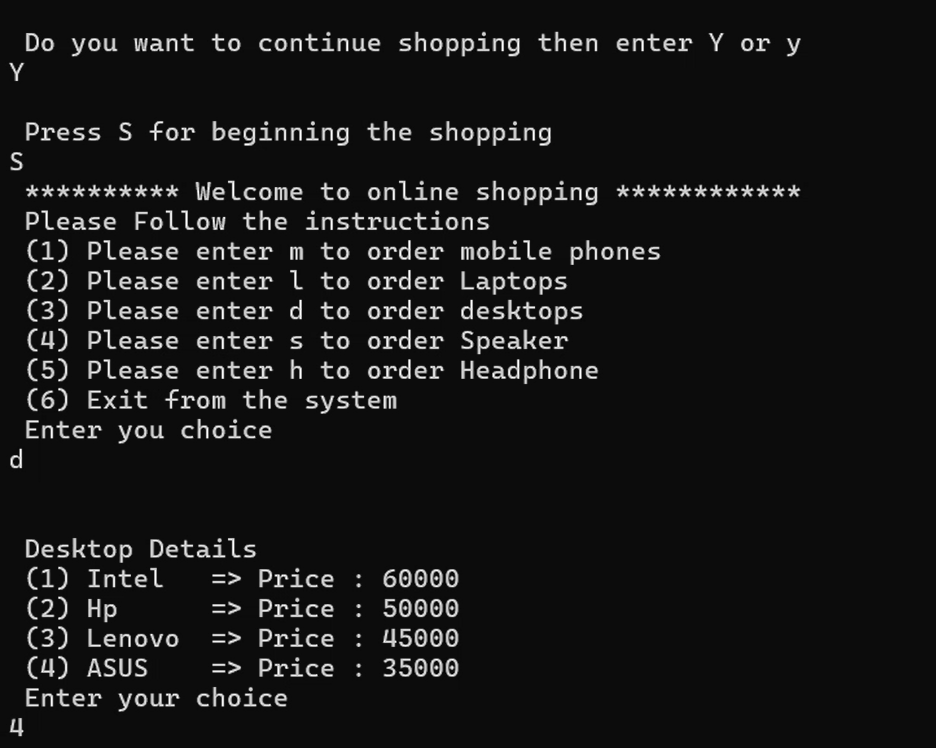 Do you want to continue shopping then enter Y or y
Y
Press S for beginning the shopping
S
********** Welcome to online shopping ************
Please Follow the instructions
(1) Please enter m to order mobile phones
(2) Please enter l to order Laptops
(3) Please enter d to order desktops
(4) Please enter s to order Speaker
(5) Please enter h to order Headphone
(6) Exit from the system
Enter you choice
d
Desktop Details
(1) Intel   => Price : 60000
(2) Hp      => Price : 50000
(3) Lenovo  => Price : 45000
(4) ASUS    => Price : 35000
Enter your choice
4